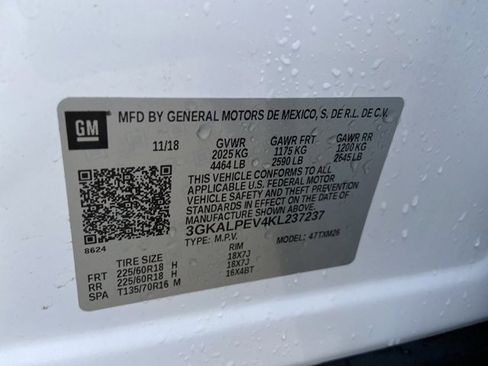 GM
MFD BY GENERAL MOTORS DE MEXICO, S. DE R.L. DE C.V.
11/18 GVWR GAWR FRT GAWR RR
2025 KG 1175 KG 1200 KG
4464 LB 2590 LB 2645 LB
THIS VEHICLE CONFORMS TO ALL
APPLICABLE U.S. FEDERAL MOTOR
VEHICLE SAFETY AND THEFT
PREVENTION STANDARDS IN EFFECT
ON THE DATE OF MANUFACTURE
SHOWN ABOVE.
3GKALPEV4KL237237
8624
TYPE: M.P.V. MODEL: 47TXM26
TIRE SIZE RIM
FRT 225/60R18 H 18X7J
RR 225/60R18 H 18X7J
SPA T135/70R16 M 16X4BT